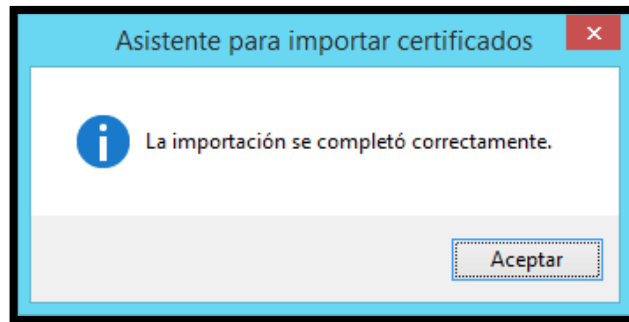 Asistente para importar certificados
La importación se completó correctamente.
Aceptar